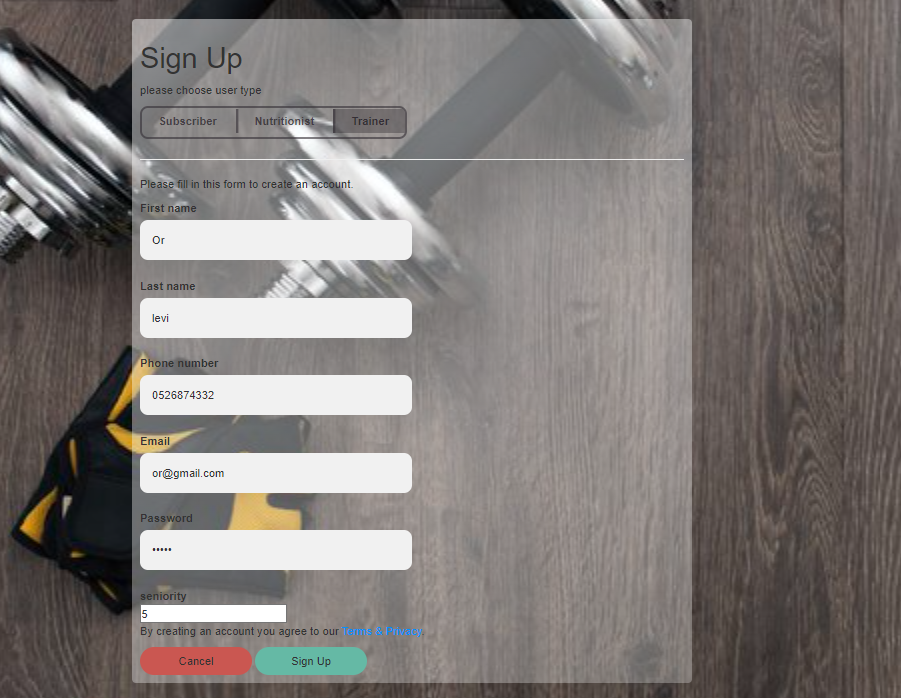 Sign Up
please choose user type
Subscriber Nutritionist Trainer
Please fill in this form to create an account.
First name
Or
Last name
levi
Phone number
0526874332
Email
or@gmail.com
Password
•••••
seniority
5
By creating an account you agree to our Terms & Privacy.
Cancel Sign Up